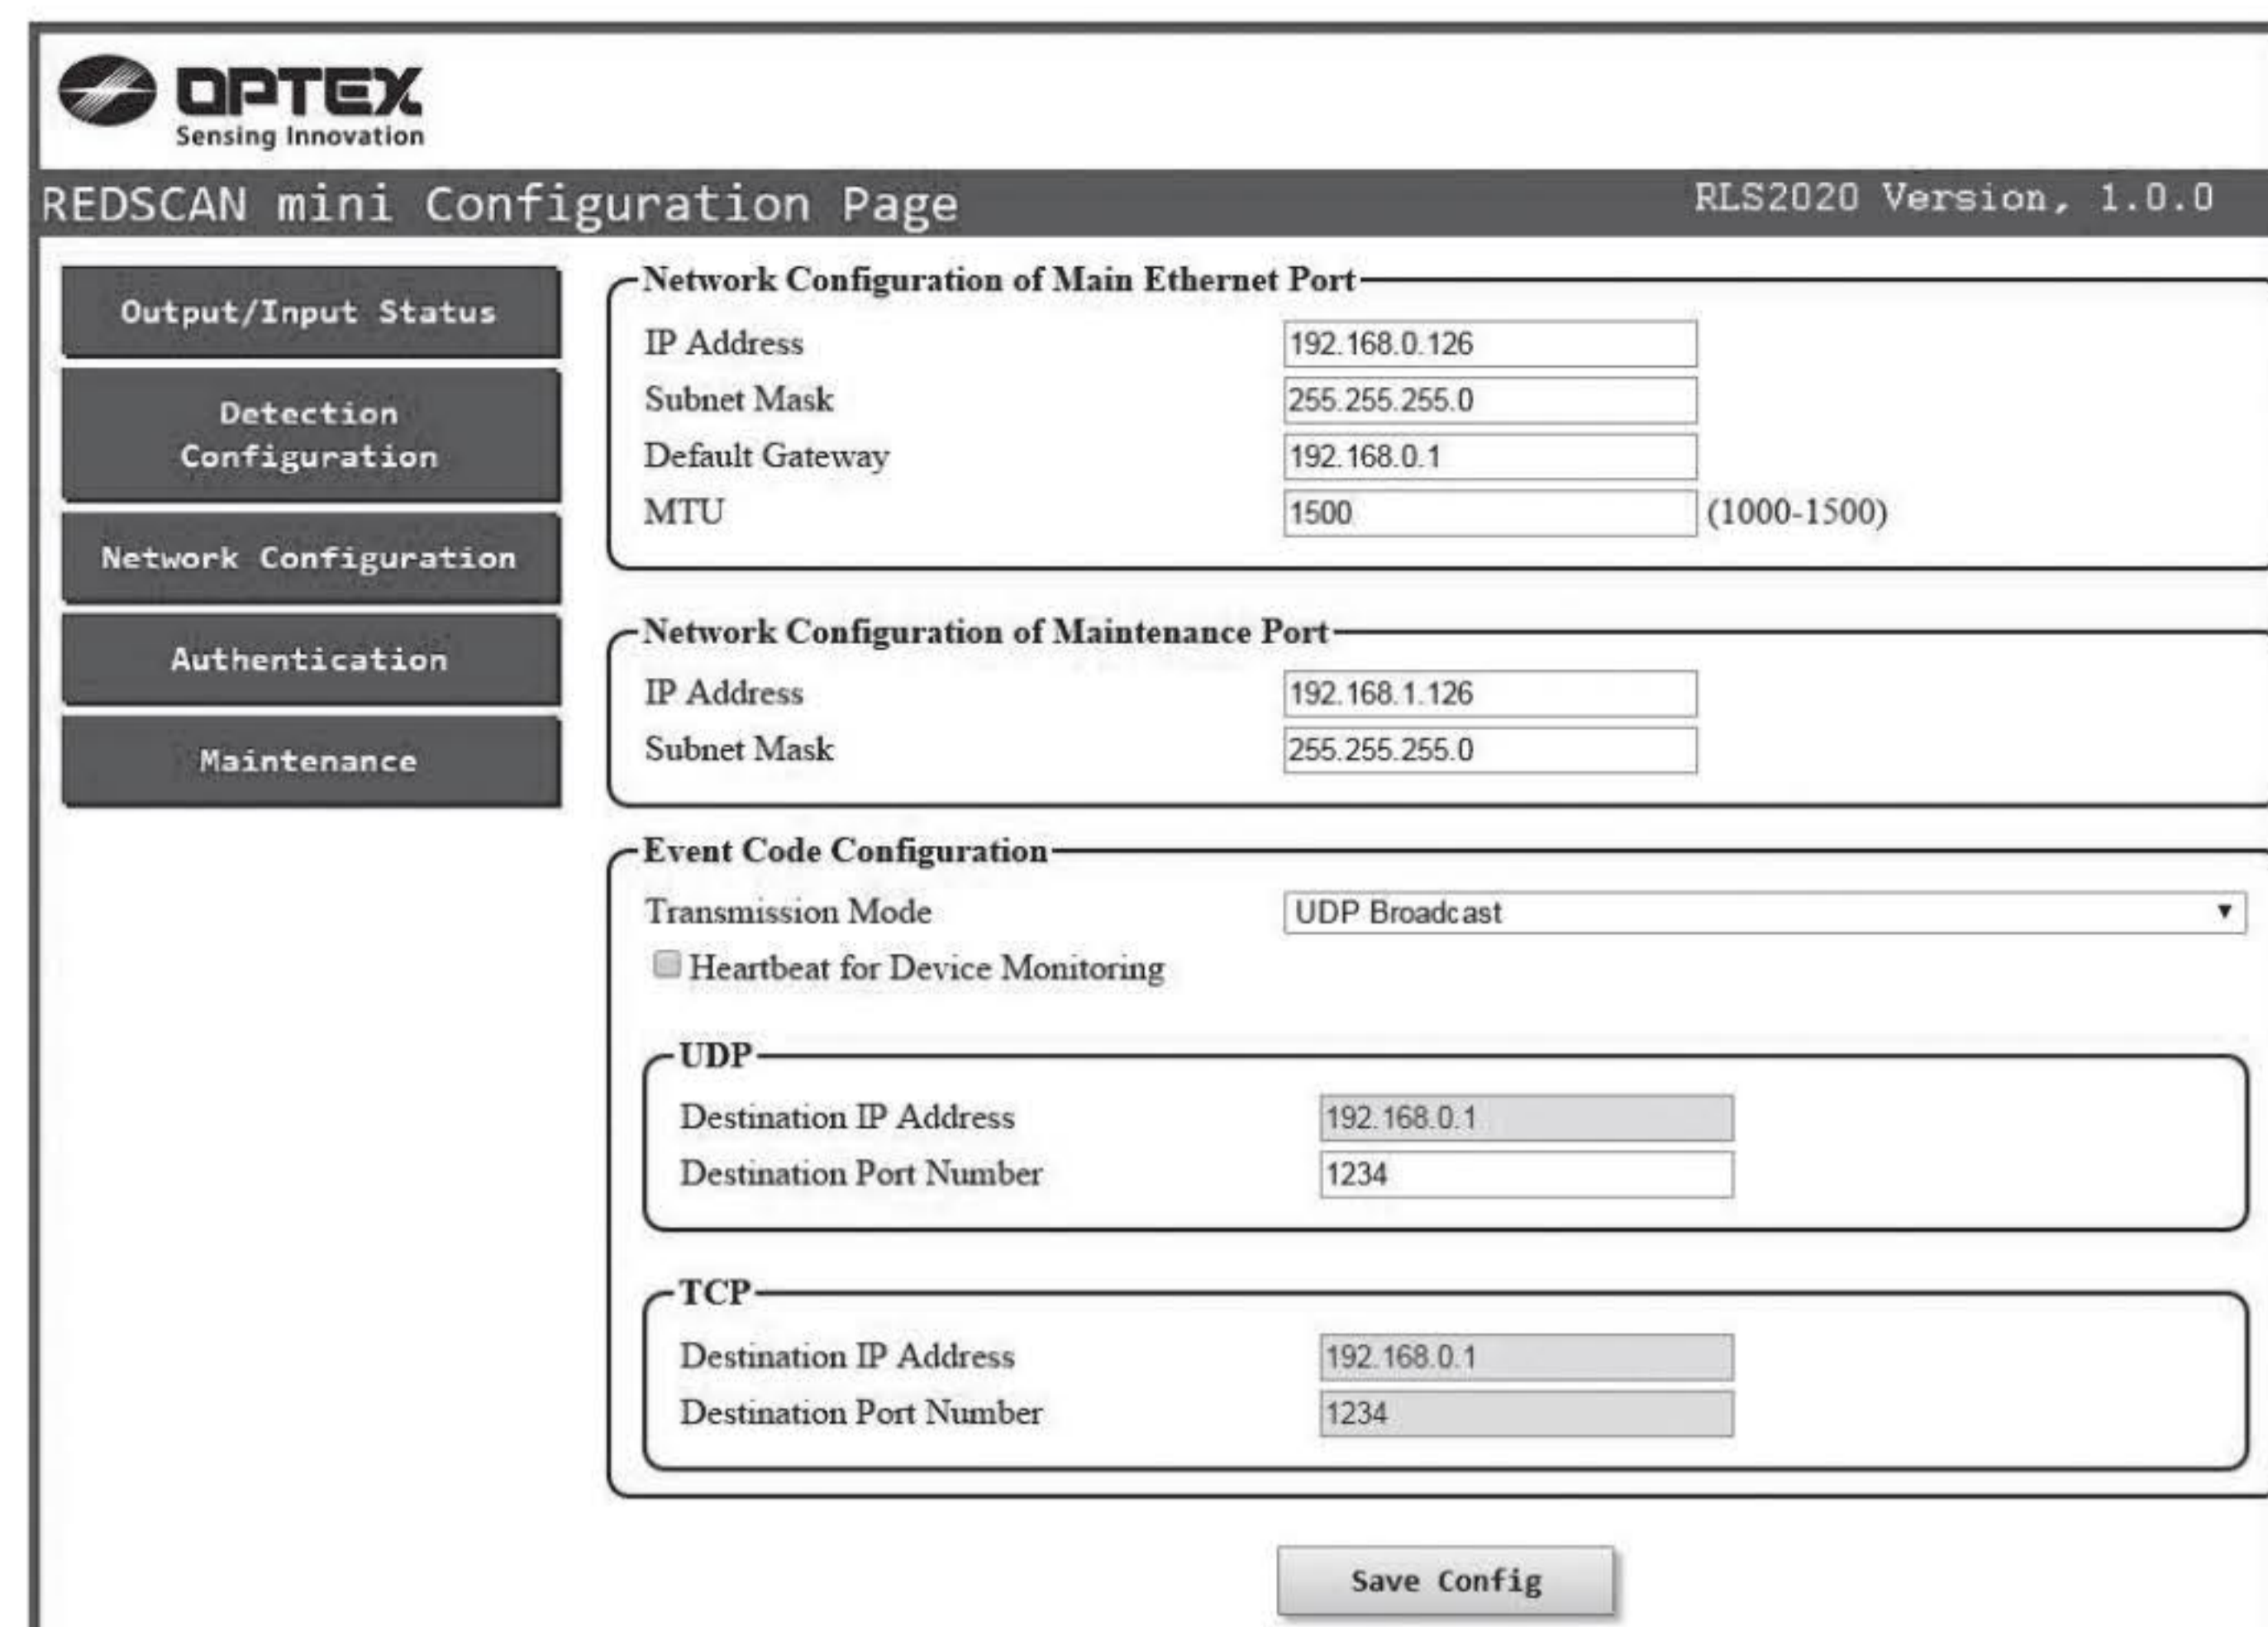 OPTEX
Sensing Innovation
REDSCAN mini Configuration Page
RLS2020 Version, 1.0.0
Output/Input Status
Detection
Configuration
Network Configuration
Authentication
Maintenance
Network Configuration of Main Ethernet Port
IP Address 192.168.0.126
Subnet Mask 255.255.255.0
Default Gateway 192.168.0.1
MTU 1500 (1000-1500)
Network Configuration of Maintenance Port
IP Address 192.168.1.126
Subnet Mask 255.255.255.0
Event Code Configuration
Transmission Mode UDP Broadcast
Heartbeat for Device Monitoring
UDP
Destination IP Address 192.168.0.1
Destination Port Number 1234
TCP
Destination IP Address 192.168.0.1
Destination Port Number 1234
Save Config